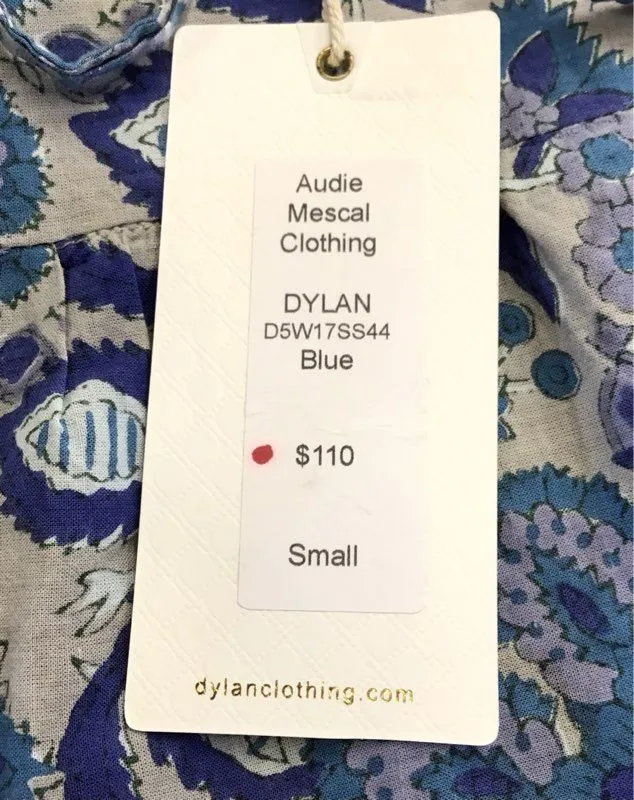 Audie
Mescal
Clothing
DYLAN
D5W17SS44
Blue
$110
Small
dylanclothing.com